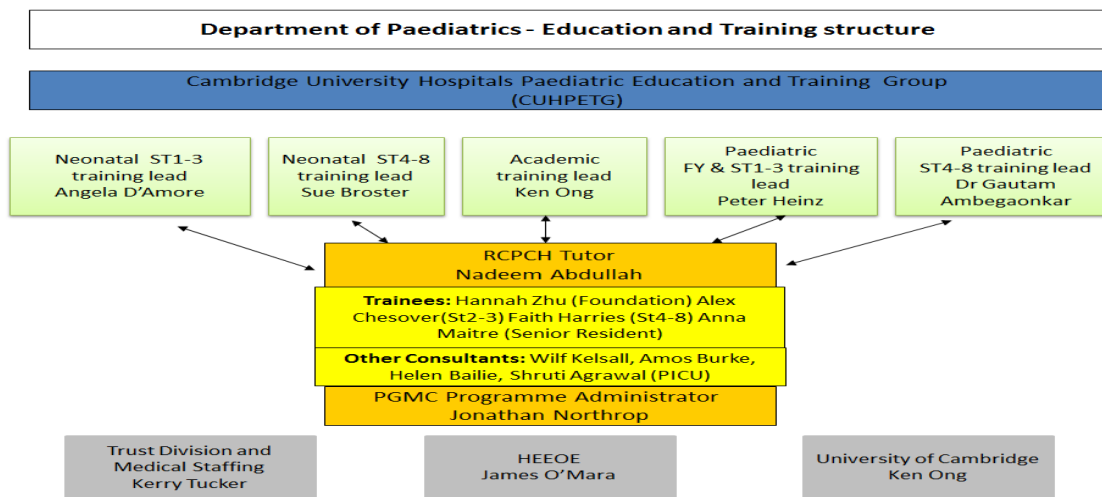 Department of Paediatrics - Education and Training structure
Cambridge University Hospitals Paediatric Education and Training Group
(CUHPETG)
Neonatal ST1-3
training lead
Angela D’Amore
Neonatal ST4-8
training lead
Sue Broster
Academic
training lead
Ken Ong
Paediatric
FY & ST1-3 training
lead
Peter Heinz
Paediatric
ST4-8 training lead
Dr Gautam
Ambegaonkar
RCPCH Tutor
Nadeem Abdullah
Trainees: Hannah Zhu (Foundation) Alex
Chesover(St2-3) Faith Harries (St4-8) Anna
Maitre (Senior Resident)
Other Consultants: Wilf Kelsall, Amos Burke,
Helen Bailie, Shruti Agrawal (PICU)
PGMC Programme Administrator
Jonathan Northrop
Trust Division and
Medical Staffing
Kerry Tucker
HEEOE
James O’Mara
University of Cambridge
Ken Ong